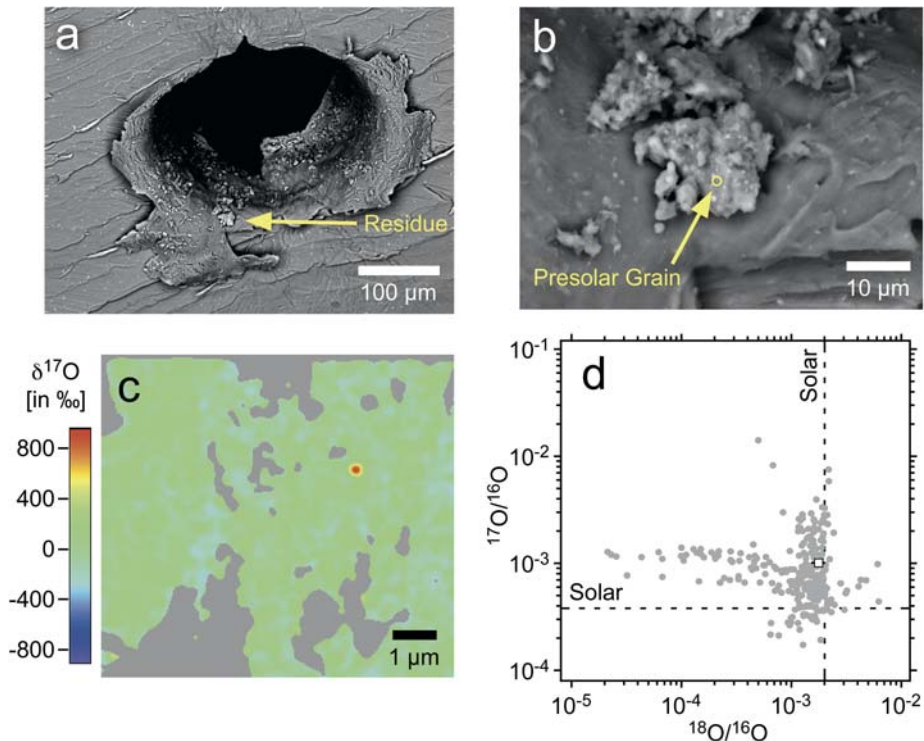 a
Residue
100 μm
b
Presolar Grain
10 μm
c
δ¹⁷O
[in ‰]
800
400
0
-400
-800
1 μm
d
10⁻¹
10⁻²
10⁻³
10⁻⁴
¹⁷O/¹⁶O
Solar
Solar
10⁻⁵
10⁻⁴
10⁻³
10⁻²
¹⁸O/¹⁶O